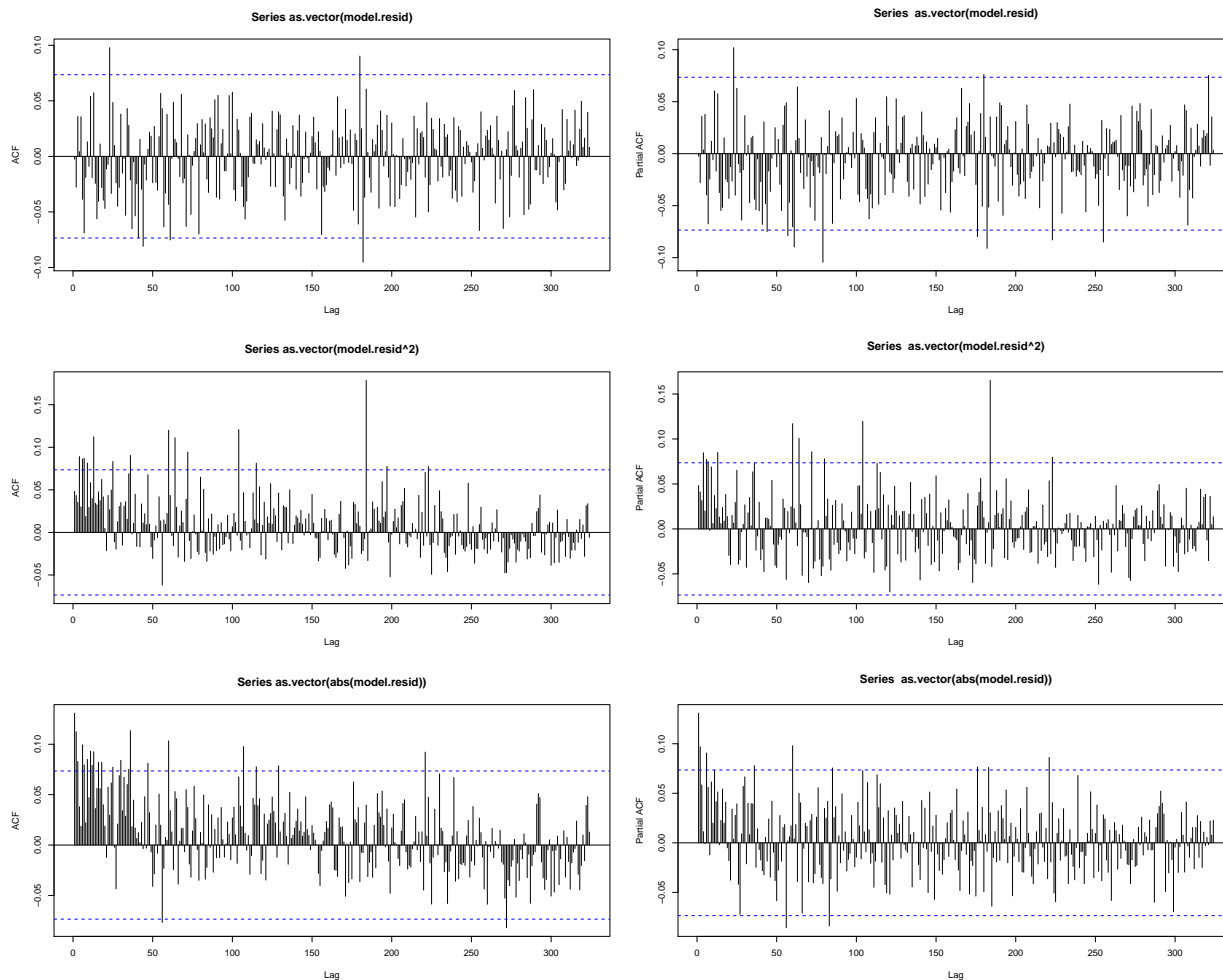 Series as.vector(model.resid)
ACF
0.10
0.05
0.00
−0.05
−0.10
0 50 100 150 200 250 300
Lag
Series as.vector(model.resid)
Partial ACF
0.10
0.05
0.00
−0.05
−0.10
0 50 100 150 200 250 300
Lag
Series as.vector(model.resid^2)
ACF
0.15
0.10
0.05
0.00
−0.05
0 50 100 150 200 250 300
Lag
Series as.vector(model.resid^2)
Partial ACF
0.15
0.10
0.05
0.00
−0.05
0 50 100 150 200 250 300
Lag
Series as.vector(abs(model.resid))
ACF
0.10
0.05
0.00
−0.05
0 50 100 150 200 250 300
Lag
Series as.vector(abs(model.resid))
Partial ACF
0.10
0.05
0.00
−0.05
0 50 100 150 200 250 300
Lag